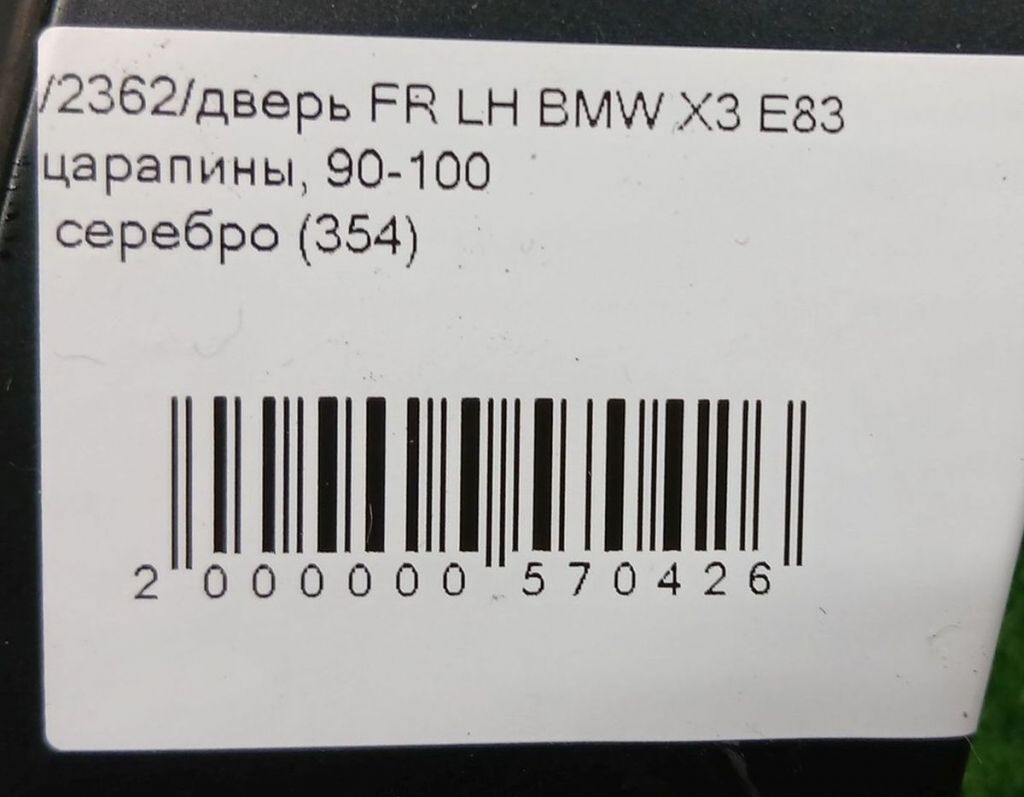 /2362/дверь FR LH BMW X3 E83
царапины, 90-100
серебро (354)
2 000000 570426